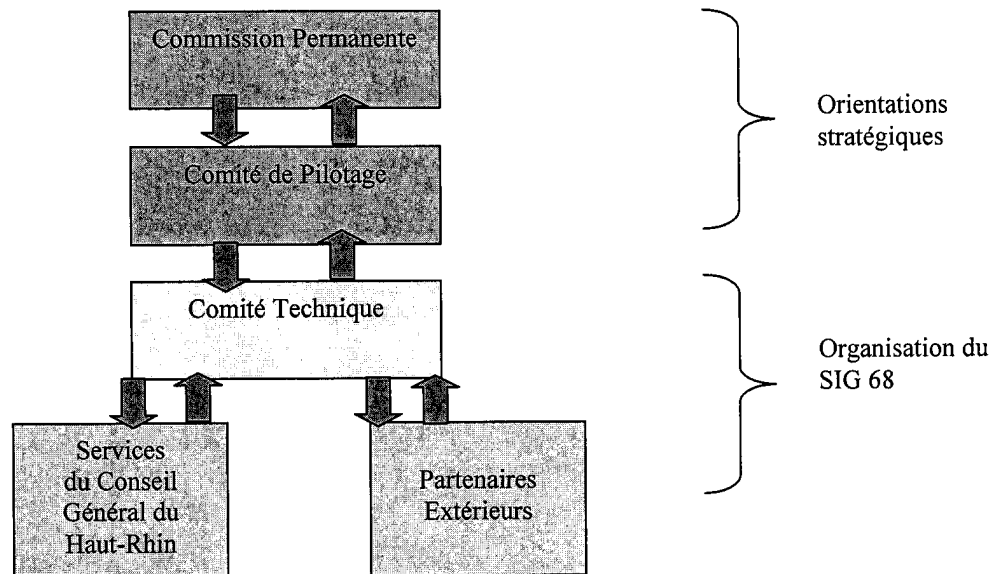 Commission Permanente
Orientations
stratégiques
Comité de Pilotage
Comité Technique
Organisation du
SIG 68
Services
du Conseil
Général du
Haut-Rhin
Partenaires
Extérieurs